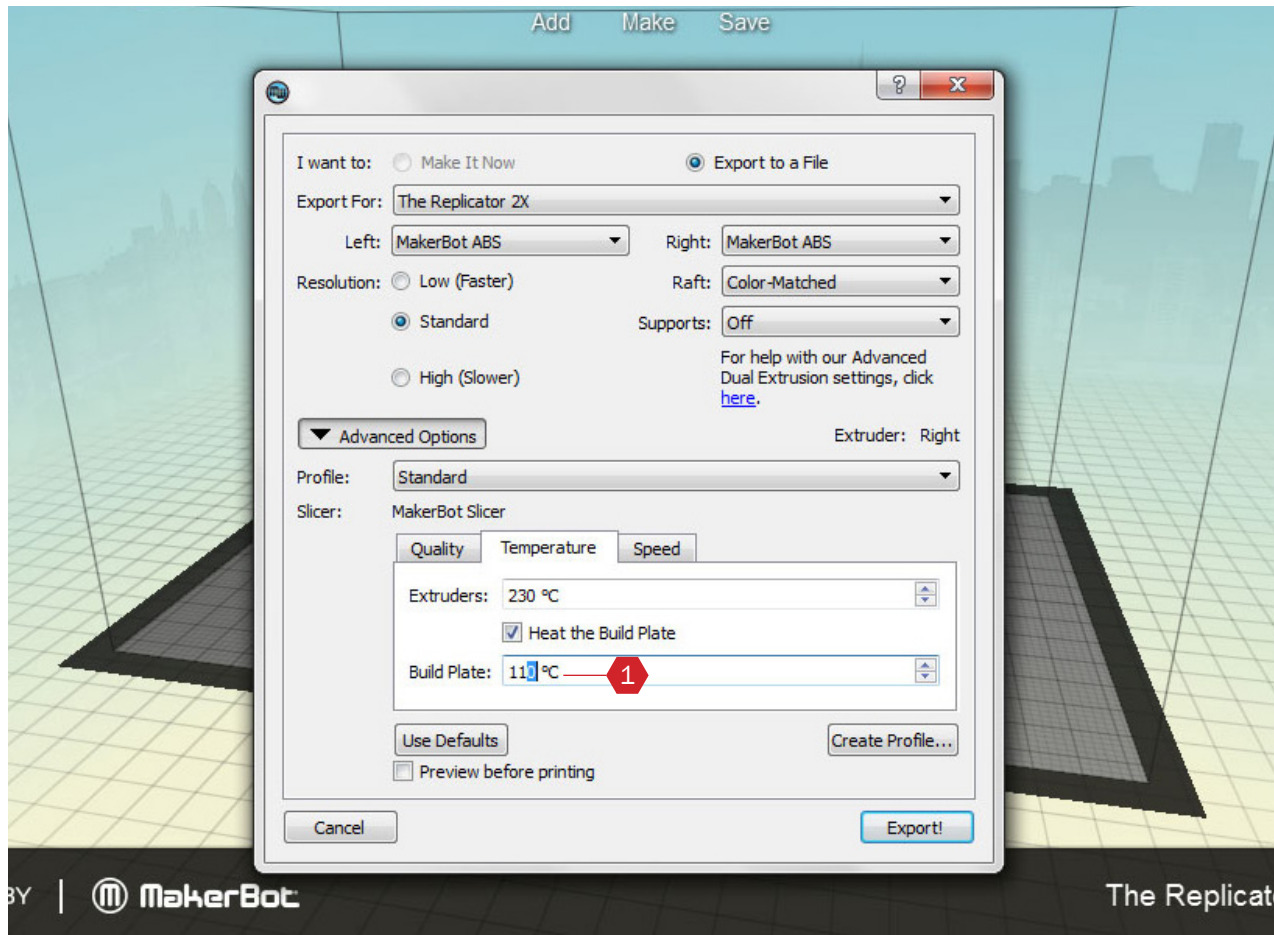 Add Make Save
?
I want to: Make It Now Export to a File
Export For: The Replicator 2X
Left: MakerBot ABS Right: MakerBot ABS
Resolution: Low (Faster) Raft: Color-Matched
Standard Supports: Off
High (Slower) For help with our Advanced
Dual Extrusion settings, click
here.
Advanced Options Extruder: Right
Profile: Standard
Slicer: MakerBot Slicer
Quality Temperature Speed
Extruders: 230 ºC
Heat the Build Plate
Build Plate: 110 ºC 1
Use Defaults Create Profile...
Preview before printing
Cancel Export!
BY | M MakerBot The Replicat